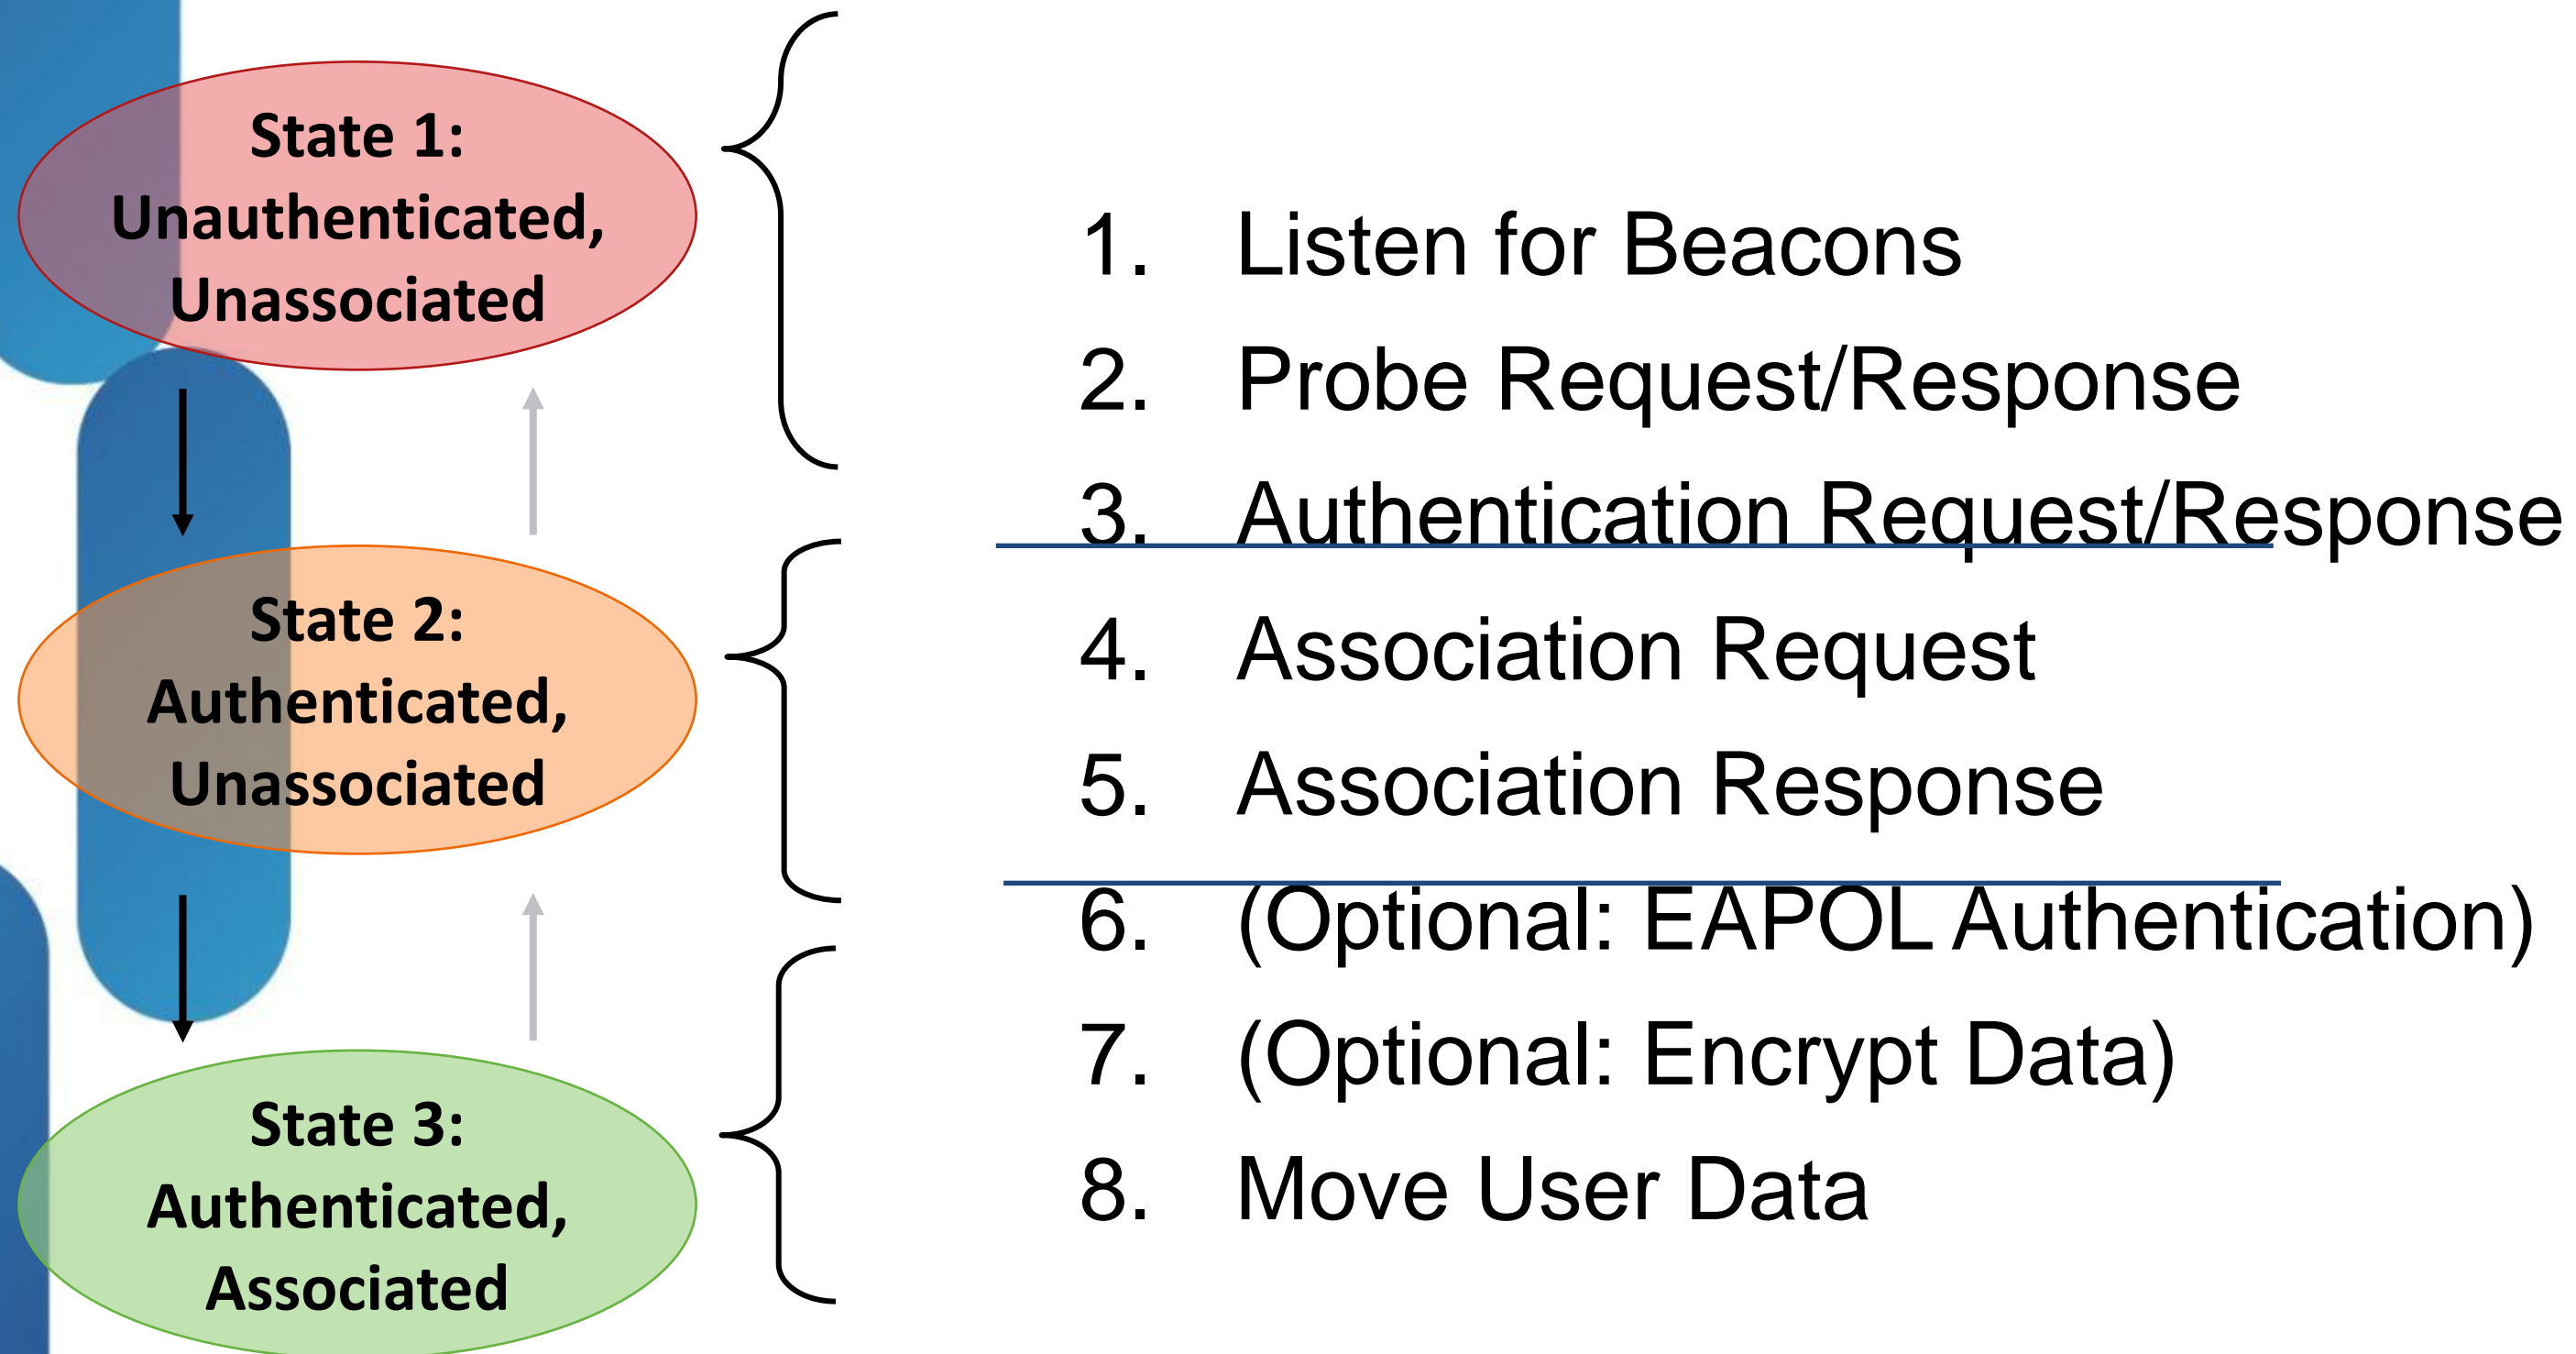 State 1:
Unauthenticated,
Unassociated
State 2:
Authenticated,
Unassociated
State 3:
Authenticated,
Associated
1. Listen for Beacons
2. Probe Request/Response
3. Authentication Request/Response
4. Association Request
5. Association Response
6. (Optional: EAPOL Authentication)
7. (Optional: Encrypt Data)
8. Move User Data